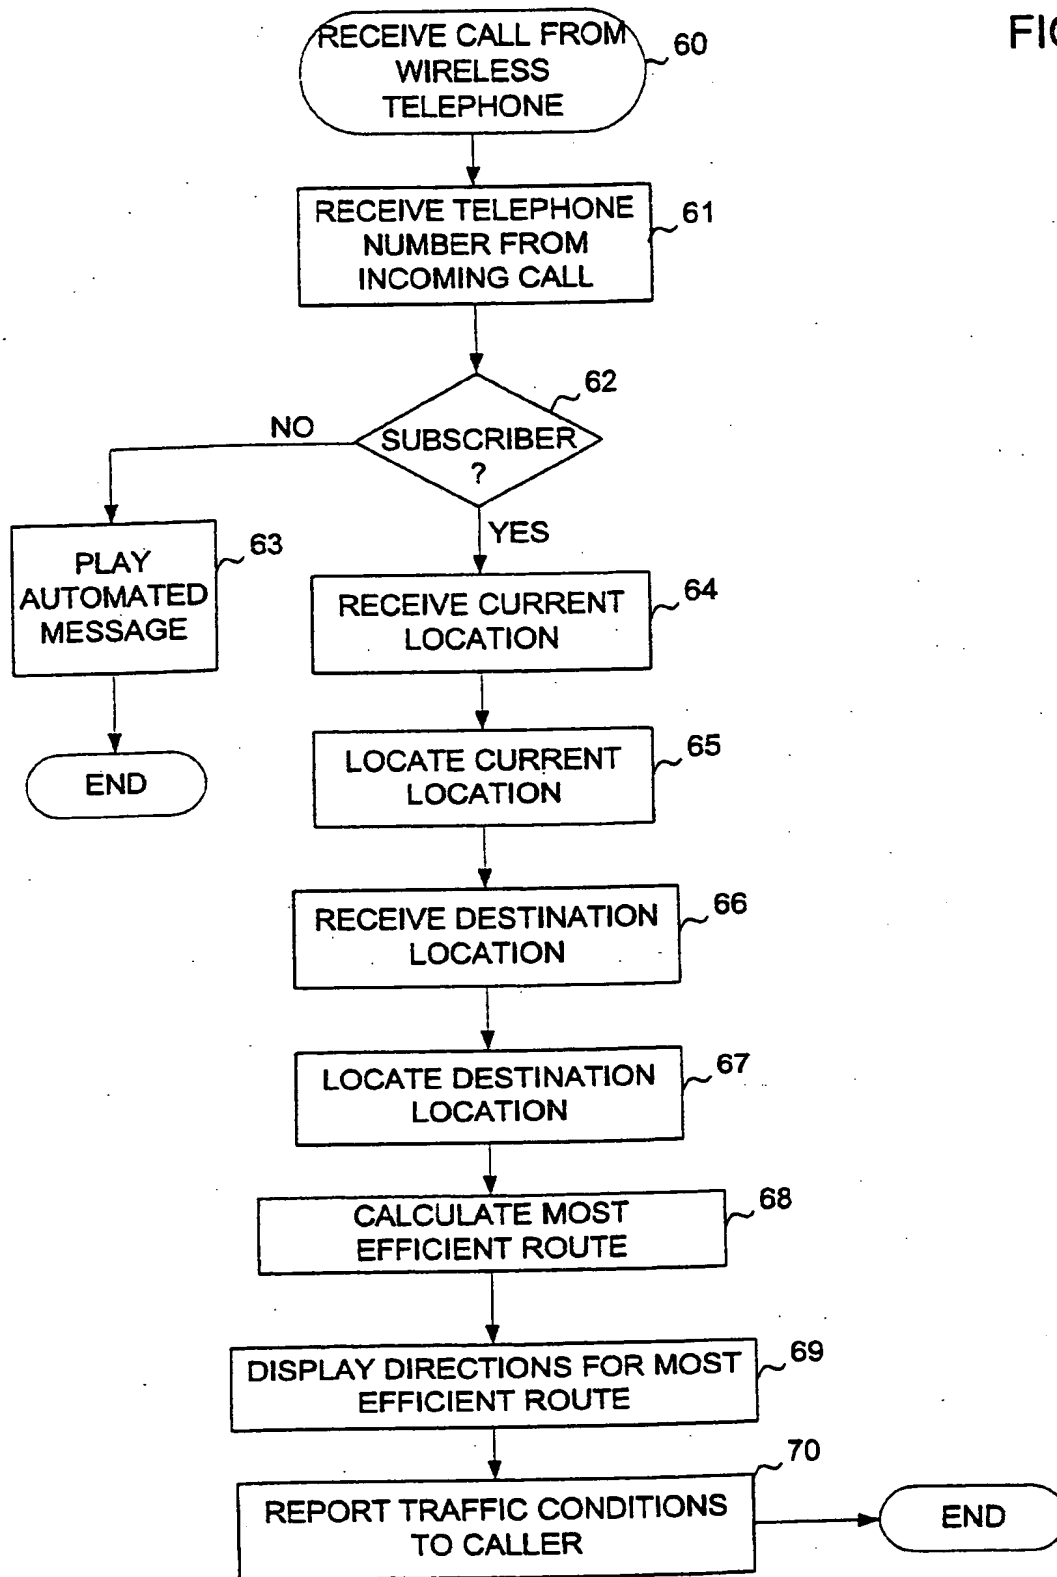 FIG
RECEIVE CALL FROM
WIRELESS
TELEPHONE
60
RECEIVE TELEPHONE
NUMBER FROM
INCOMING CALL
61
SUBSCRIBER
?
62
NO
YES
PLAY
AUTOMATED
MESSAGE
63
END
RECEIVE CURRENT
LOCATION
64
LOCATE CURRENT
LOCATION
65
RECEIVE DESTINATION
LOCATION
66
LOCATE DESTINATION
LOCATION
67
CALCULATE MOST
EFFICIENT ROUTE
68
DISPLAY DIRECTIONS FOR MOST
EFFICIENT ROUTE
69
REPORT TRAFFIC CONDITIONS
TO CALLER
70
END